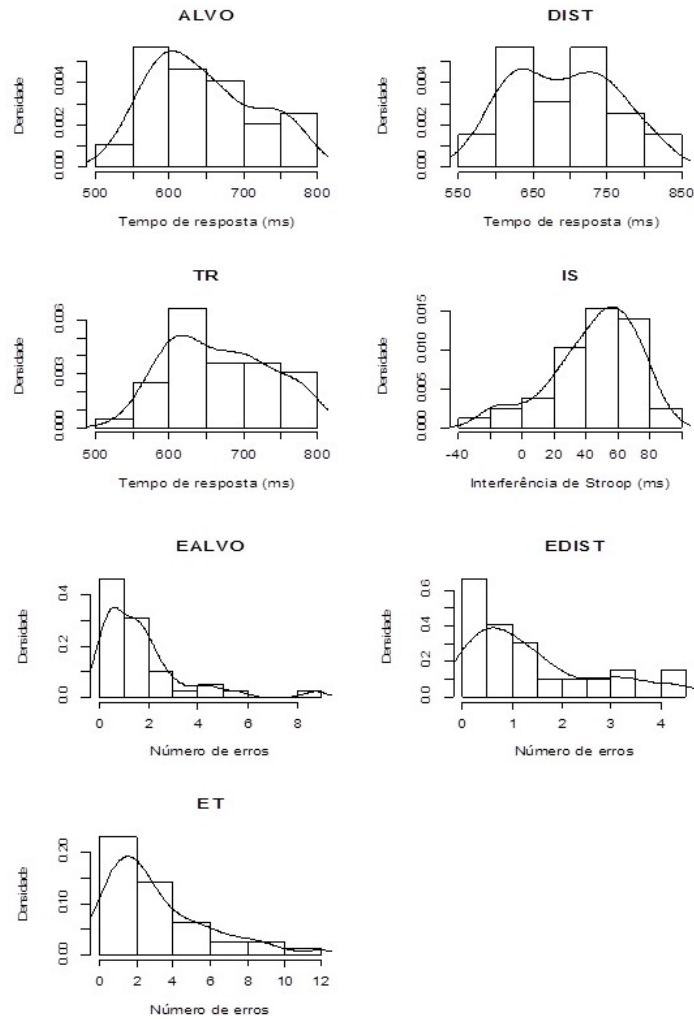 ALVO
Densidade
0.004
0.002
0.000
500 600 700 800
Tempo de resposta (ms)
DIST
Densidade
0.004
0.002
0.000
550 650 750 850
Tempo de resposta (ms)
TR
Densidade
0.006
0.003
0.000
500 600 700 800
Tempo de resposta (ms)
IS
Densidade
0.015
0.010
0.005
0.000
-40 0 20 40 60 80
Interferência de Stroop (ms)
EALVO
Densidade
0.4
0.2
0.0
0 2 4 6 8
Número de erros
EDIST
Densidade
0.6
0.4
0.2
0.0
0 1 2 3 4
Número de erros
ET
Densidade
0.20
0.10
0.00
0 2 4 6 8 10 12
Número de erros